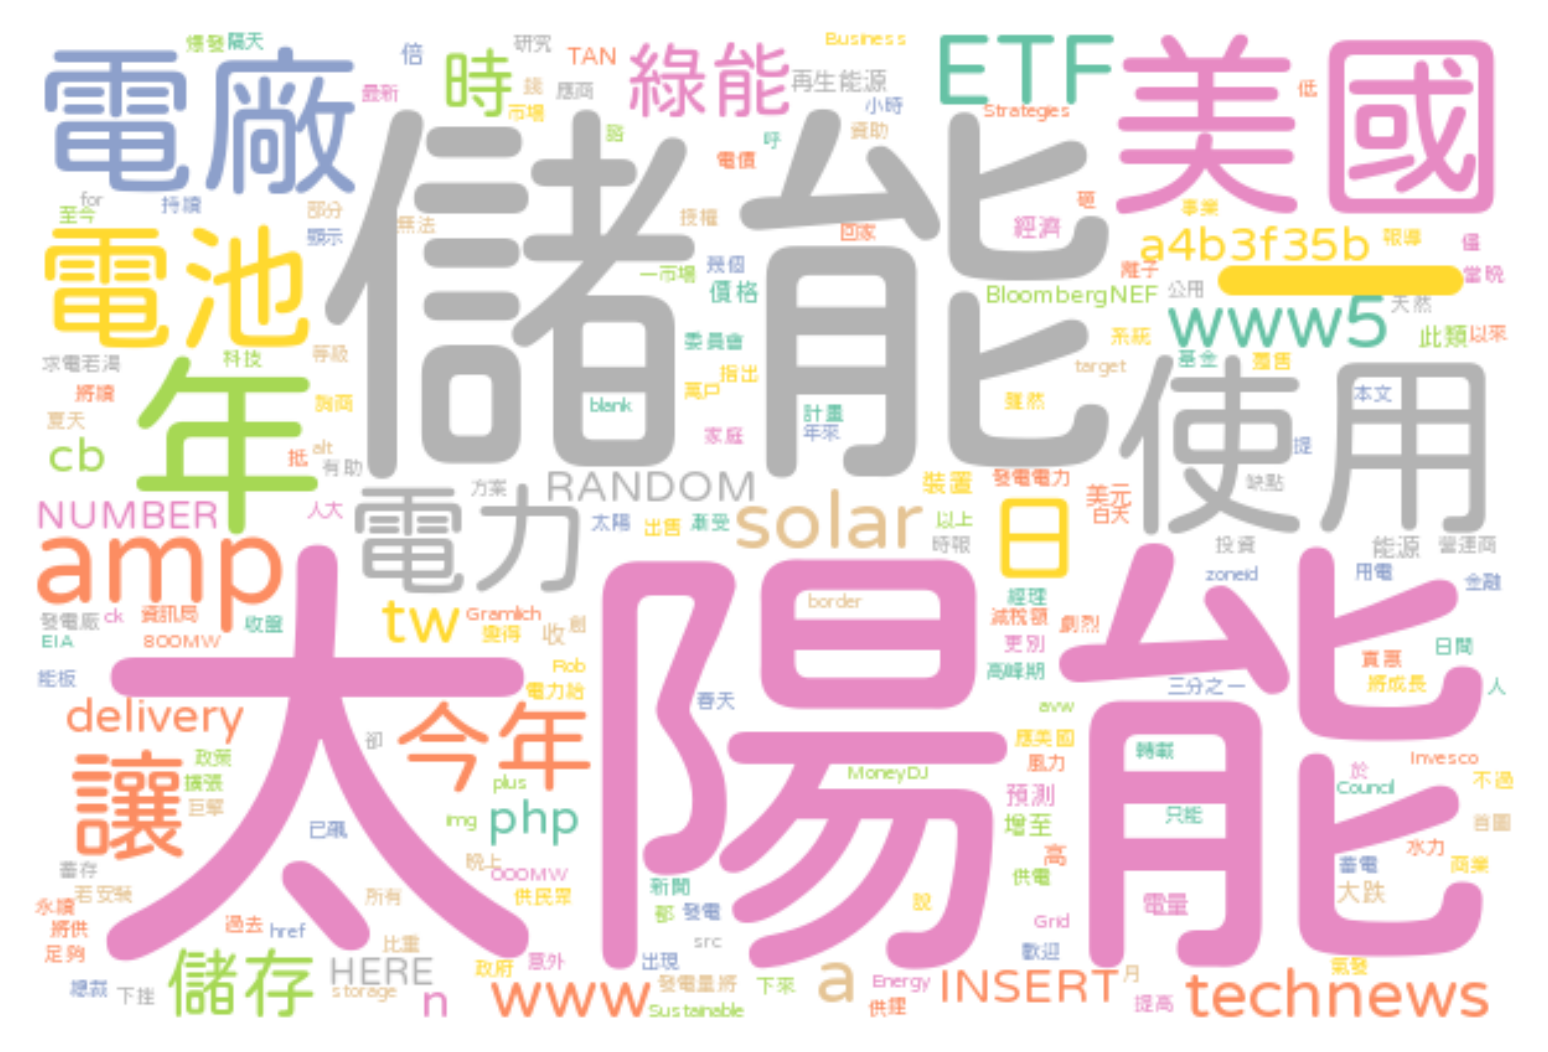 爆發
隔天
倍
研究
TAN
Business
電廠
最新
時
市場
應商
綠能
再生能源
小時
ETF
Strategies
美國
低
儲能
電價
呼
資助
for
至今
持續
部分
顯示
無法
授權
回家
經濟
事業
a4b3f35b
報導
電池
一市場
幾個
價格
離子
當晚
BloombergNEF
公用
天然
www5
此類
以來
求電若渴
科技
等級
委員會
系統
基金
指出
萬戶
target
使用
將續
夏天
年
blank
計畫
年來
雖然
本文
cb
alt
抵
有助
家庭
提
缺點
NUMBER
人大
電力
方案
RANDOM
裝置
發電電力
美元
白天
太陽
出售
漸受
solar
以上
時報
日
投資
能源
營運商
amp
zoneid
用電
金融
發電廠
ck
資訊局
收盤
EIA
800MW
tw
Gramlich
變得
收
創
border
經理
減稅額
劇烈
更別
高峰期
日間
實惠
將成長
人
太陽能
能板
Rob
電力給
春天
三分之一
delivery
今年
卻
avw
應美國
風力
轉載
讓
政策
擴張
巨擘
plus
MoneyDJ
Invesco
於
Council
不過
img
php
預測
增至
只能
首圖
已飆
晚上
000MW
高
水力
蓄存
若安裝
所有
供民眾
新聞
供電
蓄電
商業
大跌
永續
將供
足夠
過去
href
比重
都
發電
說
電量
Grid
src
歡迎
儲存
HERE
政府
意外
出現
氣發
總裁
下挫
storage
n
www
發電量將
Sustainable
下來
a
Energy
供鋰
INSERT
月
提高
technews